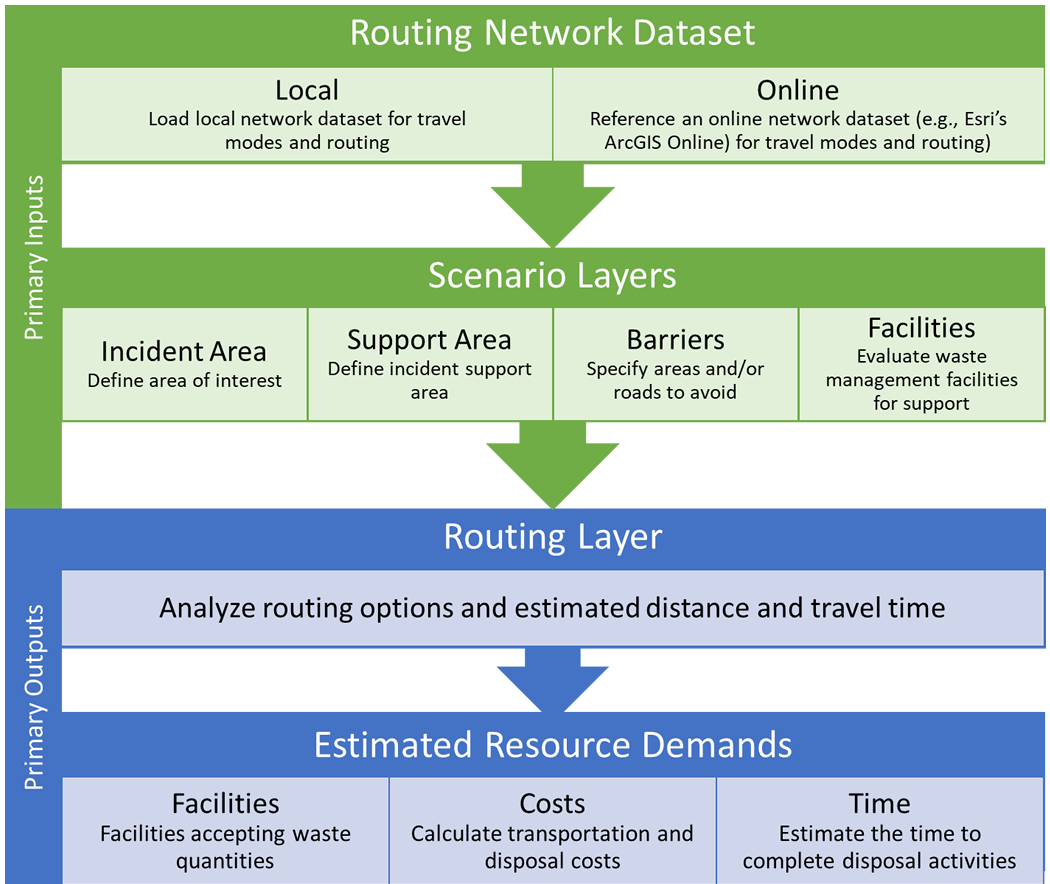 Routing Network Dataset
Local
Load local network dataset for travel
modes and routing
Online
Reference an online network dataset (e.g., Esri's
ArcGIS Online) for travel modes and routing)
Primary Inputs
Scenario Layers
Incident Area
Define area of interest
Support Area
Define incident support
area
Barriers
Specify areas and/or
roads to avoid
Facilities
Evaluate waste
management facilities
for support
Routing Layer
Analyze routing options and estimated distance and travel time
Primary Outputs
Estimated Resource Demands
Facilities
Facilities accepting waste
quantities
Costs
Calculate transportation and
disposal costs
Time
Estimate the time to
complete disposal activities